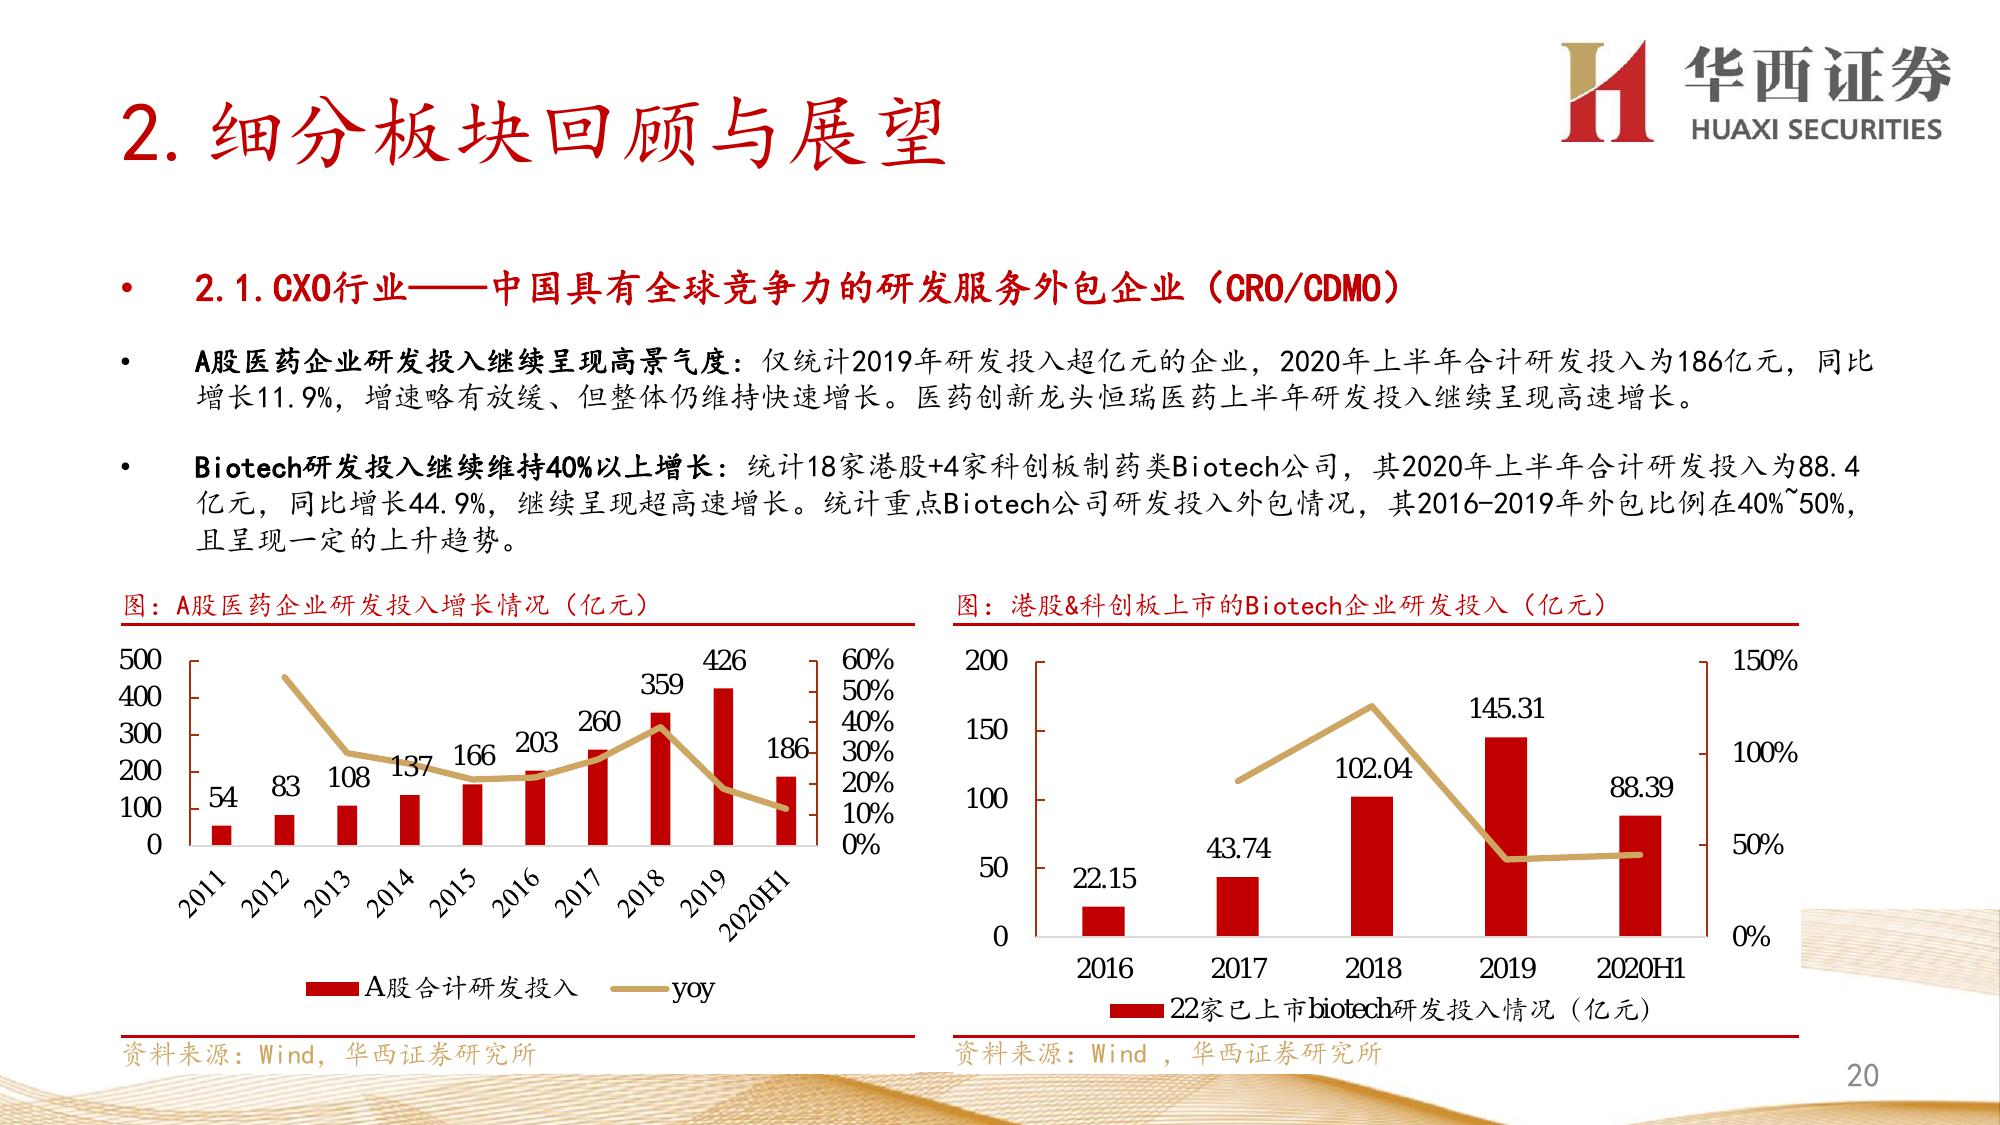 华西证券
HUAXI SECURITIES
2. 细分板块回顾与展望
• 2.1.CXO行业——中国具有全球竞争力的研发服务外包企业（CRO/CDMO）
• A股医药企业研发投入继续呈现高景气度：仅统计2019年研发投入超亿元的企业，2020年上半年合计研发投入为186亿元，同比
增长11.9%，增速略有放缓、但整体仍维持快速增长。医药创新龙头恒瑞医药上半年研发投入继续呈现高速增长。
• Biotech研发投入继续维持40%以上增长：统计18家港股+4家科创板制药类Biotech公司，其2020年上半年合计研发投入为88.4
亿元，同比增长44.9%，继续呈现超高速增长。统计重点Biotech公司研发投入外包情况，其2016-2019年外包比例在40%~50%，
且呈现一定的上升趋势。
图：A股医药企业研发投入增长情况（亿元）
500
400
300
200
100
0
60%
50%
40%
30%
20%
10%
0%
54
83
108
137
166
203
260
359
426
186
2011
2012
2013
2014
2015
2016
2017
2018
2019
2020H1
A股合计研发投入
yoy
资料来源：Wind，华西证券研究所
图：港股&科创板上市的Biotech企业研发投入（亿元）
200
150
100
50
0
150%
100%
50%
0%
22.15
43.74
102.04
145.31
88.39
2016
2017
2018
2019
2020H1
22家已上市biotech研发投入情况（亿元）
资料来源：Wind ，华西证券研究所
20